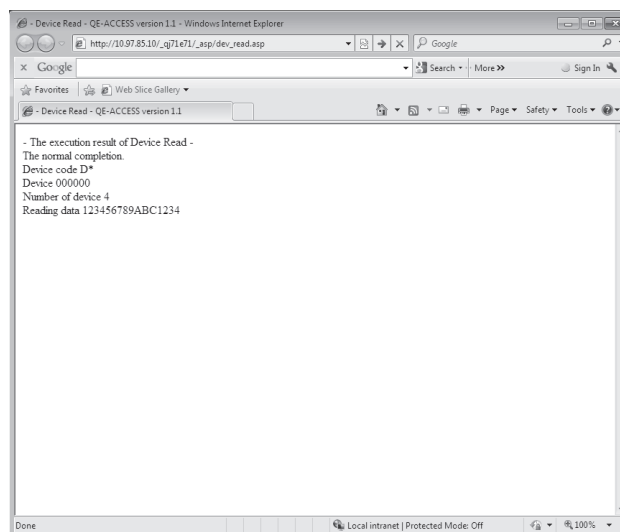 - Device Read - QE-ACCESS version 1.1 - Windows Internet Explorer
http://10.97.85.10/_qj71e71/_asp/dev_read.asp
Google
x Google
Search
More >>
Sign In
Favorites
Web Slice Gallery
- Device Read - QE-ACCESS version 1.1
Page
Safety
Tools
- The execution result of Device Read -
The normal completion.
Device code D*
Device 000000
Number of device 4
Reading data 123456789ABC1234
Done
Local intranet | Protected Mode: Off
100%